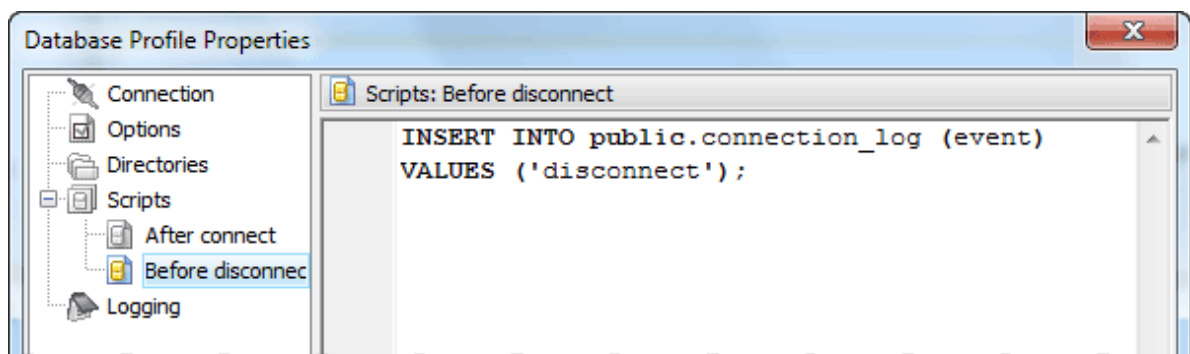 Database Profile Properties
Connection
Options
Directories
Scripts
After connect
Before disconnec
Logging
Scripts: Before disconnect
INSERT INTO public.connection_log (event)
VALUES ('disconnect');